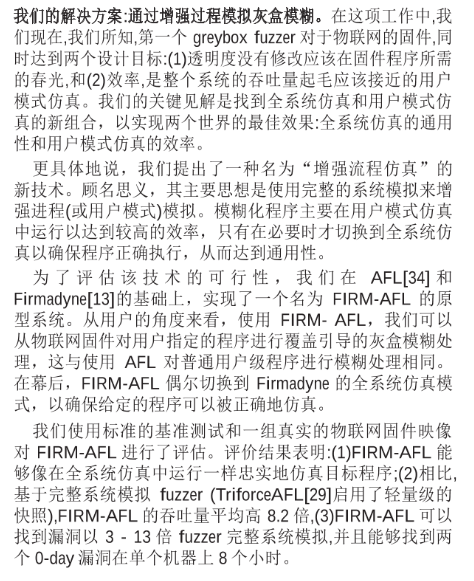 我们的解决方案:通过增强过程模拟灰盒模糊。在这项工作中,我
们现在,我们所知,第一个 greybox fuzzer 对于物联网的固件,同
时达到两个设计目标:(1)透明度没有修改应该在固件程序所需
的春光,和(2)效率,是整个系统的吞吐量起毛应该接近的用户
模式仿真。我们的关键见解是找到全系统仿真和用户模式仿
真的新组合，以实现两个世界的最佳效果:全系统仿真的通用
性和用户模式仿真的效率。
更具体地说，我们提出了一种名为“增强流程仿真”的
新技术。顾名思义，其主要思想是使用完整的系统模拟来增
强进程(或用户模式)模拟。模糊化程序主要在用户模式仿真
中运行以达到较高的效率，只有在必要时才切换到全系统仿
真以确保程序正确执行，从而达到通用性。
为了评估该技术的可行性，我们在 AFL[34]和
Firmadyne[13]的基础上，实现了一个名为 FIRM-AFL 的原
型系统。从用户的角度来看，使用 FIRM- AFL，我们可以
从物联网固件对用户指定的程序进行覆盖引导的灰盒模糊处
理，这与使用 AFL 对普通用户级程序进行模糊处理相同。
在幕后，FIRM-AFL 偶尔切换到 Firmadyne 的全系统仿真模
式，以确保给定的程序可以被正确地仿真。
我们使用标准的基准测试和一组真实的物联网固件映像
对 FIRM-AFL 进行了评估。评价结果表明:(1)FIRM-AFL 能
够像在全系统仿真中运行一样忠实地仿真目标程序;(2)相比,
基于完整系统模拟 fuzzer (TriforceAFL[29]启用了轻量级的
快照),FIRM-AFL 的吞吐量平均高 8.2 倍,(3)FIRM-AFL 可以
找到漏洞以 3 - 13 倍 fuzzer 完整系统模拟,并且能够找到两
个 0-day 漏洞在单个机器上 8 个小时。